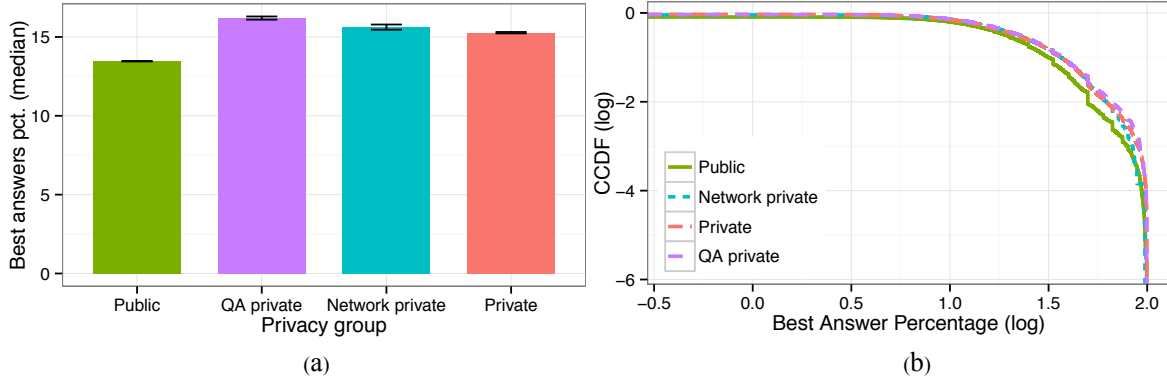 Best answers pct. (median)
15
10
5
0
Public
QA private
Network private
Private
Privacy group
(a)
CCDF (log)
−0
−2
−4
−6
Public
Network private
Private
QA private
−0.5
0.0
0.5
1.0
1.5
2.0
Best Answer Percentage (log)
(b)